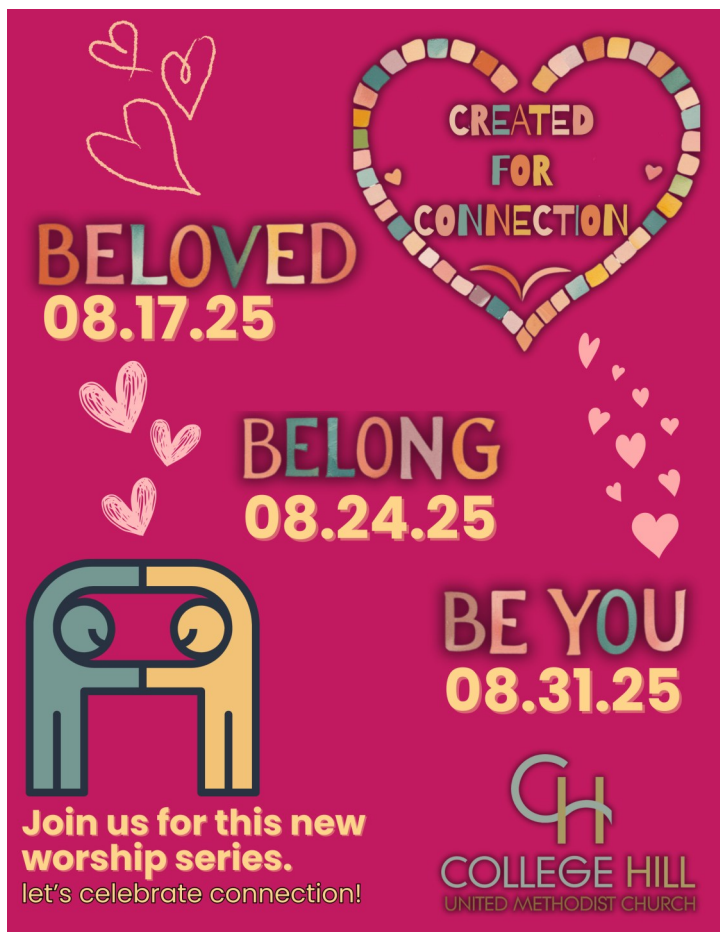 CREATED
FOR
CONNECTION
BELOVED
08.17.25
BELONG
08.24.25
BE YOU
08.31.25
Join us for this new
worship series.
let's celebrate connection!
CH
COLLEGE HILL
UNITED METHODIST CHURCH